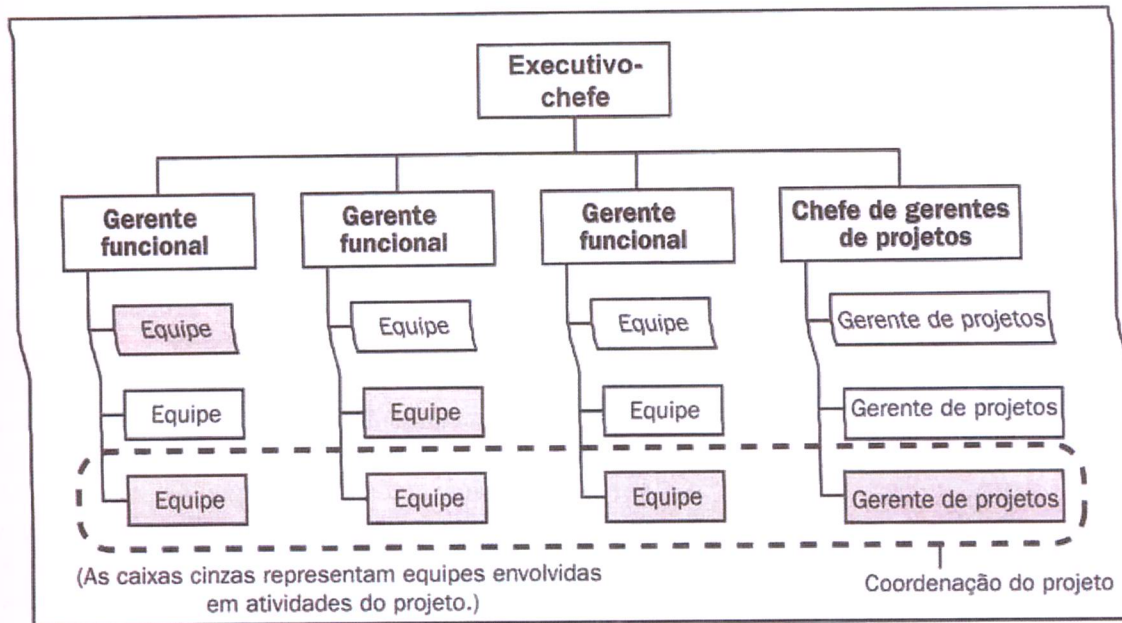 Executivo-
chefe
Gerente
funcional
Gerente
funcional
Gerente
funcional
Chefe de gerentes
de projetos
Equipe
Equipe
Equipe
Gerente de projetos
Equipe
Equipe
Equipe
Gerente de projetos
Equipe
Equipe
Equipe
Gerente de projetos
(As caixas cinzas representam equipes envolvidas
em atividades do projeto.)
Coordenação do projeto